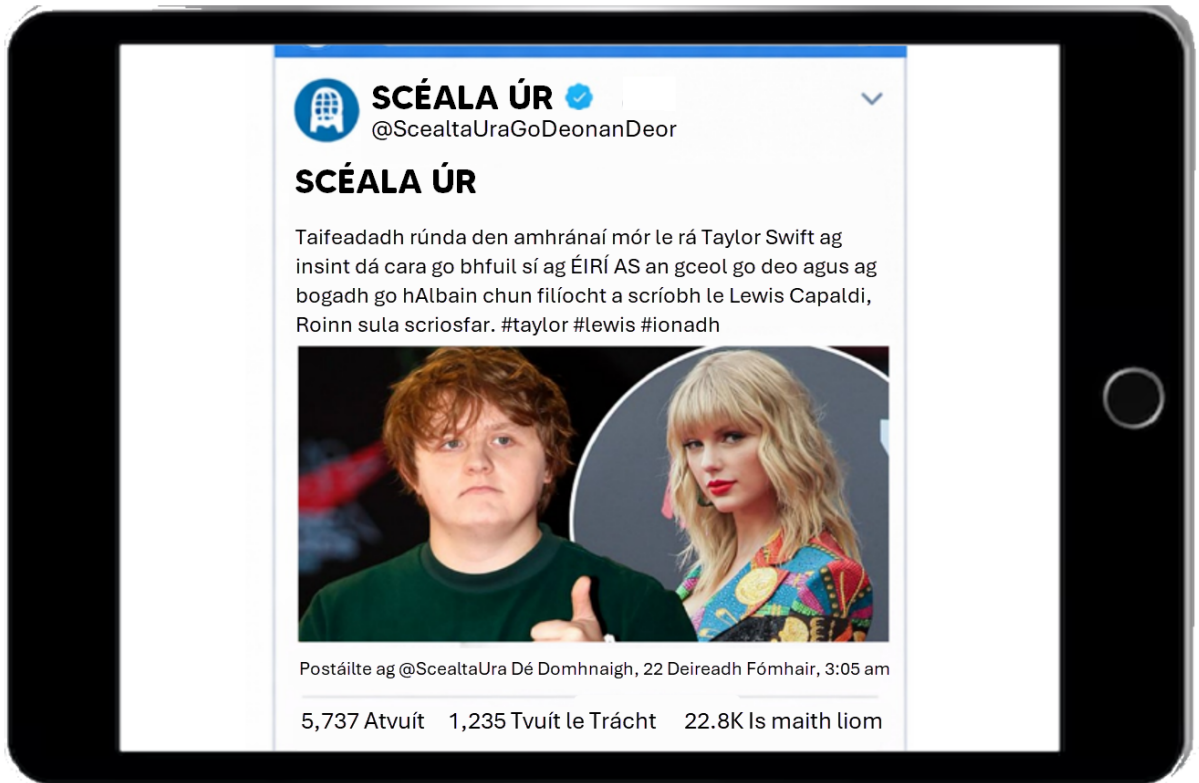 SCÉALA ÚR
@ScealtaUraGoDeonanDeor
SCÉALA ÚR
Taifeadadh rúnda den amhránaí mór le rá Taylor Swift ag
insint dá cara go bhfuil sí ag ÉIRÍ AS an gceol go deo agus ag
bogadh go hAlbain chun filíocht a scríobh le Lewis Capaldi,
Roinn sula scriosfar. #taylor #lewis #ionadh
Postáilte ag @ScealtaUra Dé Domhnaigh, 22 Deireadh Fómhair, 3:05 am
5,737 Atvuít 1,235 Tvuít le Trácht 22.8K Is maith liom